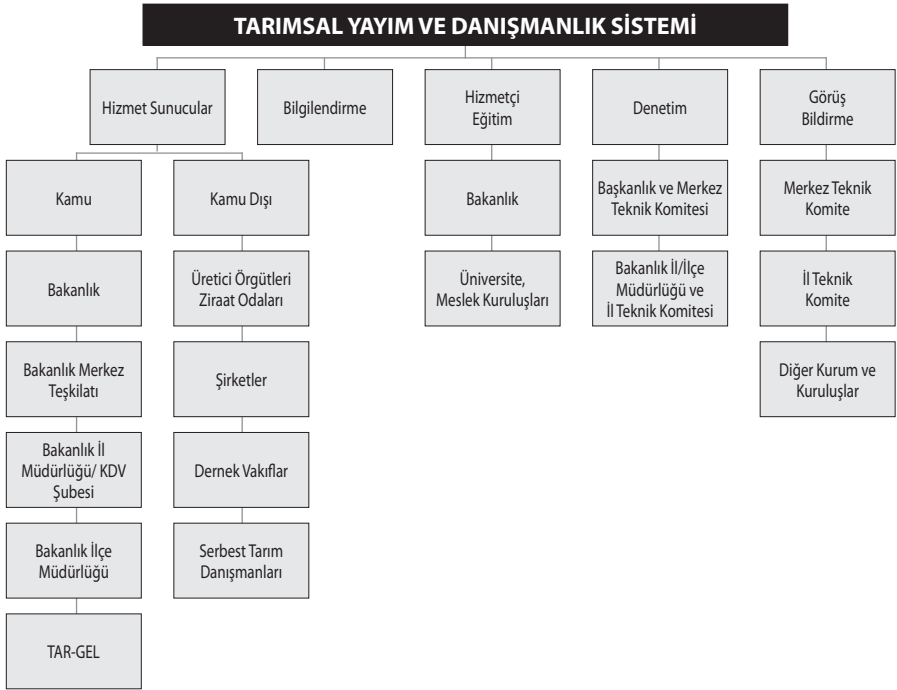 TARIMSAL YAYIM VE DANIŞMANLIK SİSTEMİ
Hizmet Sunucular
Bilgilendirme
Hizmetçi
Eğitim
Denetim
Görüş
Bildirme
Kamu
Kamu Dışı
Bakanlık
Başkanlık ve Merkez
Teknik Komitesi
Merkez Teknik
Komite
Bakanlık
Üretici Örgütleri
Ziraat Odaları
Üniversite,
Meslek Kuruluşları
Bakanlık İl/İlçe
Müdürlüğü ve
İl Teknik Komitesi
İl Teknik
Komite
Bakanlık Merkez
Teşkilatı
Şirketler
Diğer Kurum ve
Kuruluşlar
Bakanlık İl
Müdürlüğü/ KDV
Şubesi
Dernek Vakıflar
Bakanlık İlçe
Müdürlüğü
Serbest Tarım
Danışmanları
TAR-GEL